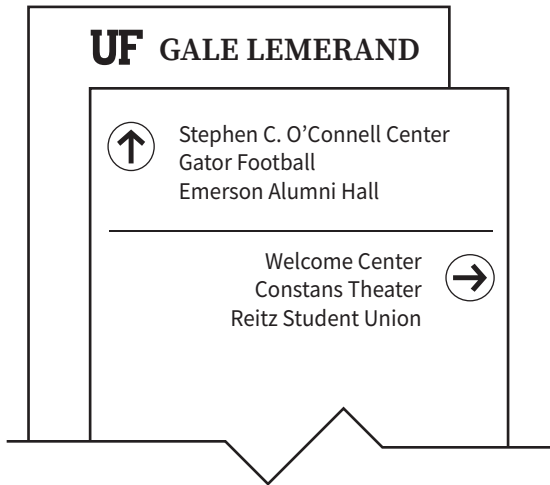 UF GALE LEMERAND
Stephen C. O’Connell Center
Gator Football
Emerson Alumni Hall
Welcome Center
Constans Theater
Reitz Student Union